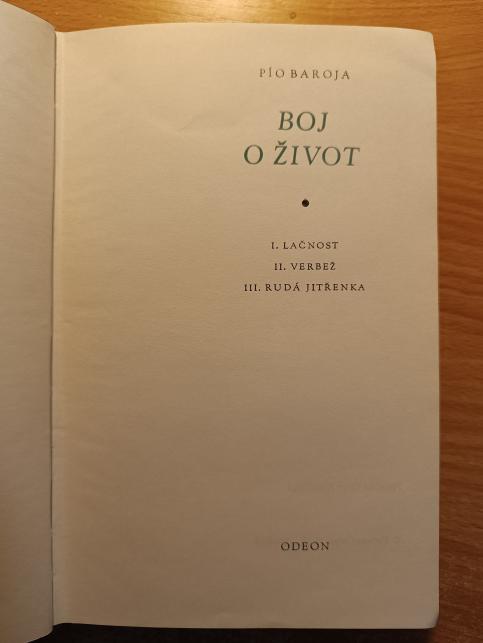 PÍO BAROJA
BOJ
O ŽIVOT
I. LAČNOST
II. VERBEŽ
III. RUDÁ JITŘENKA
ODEON